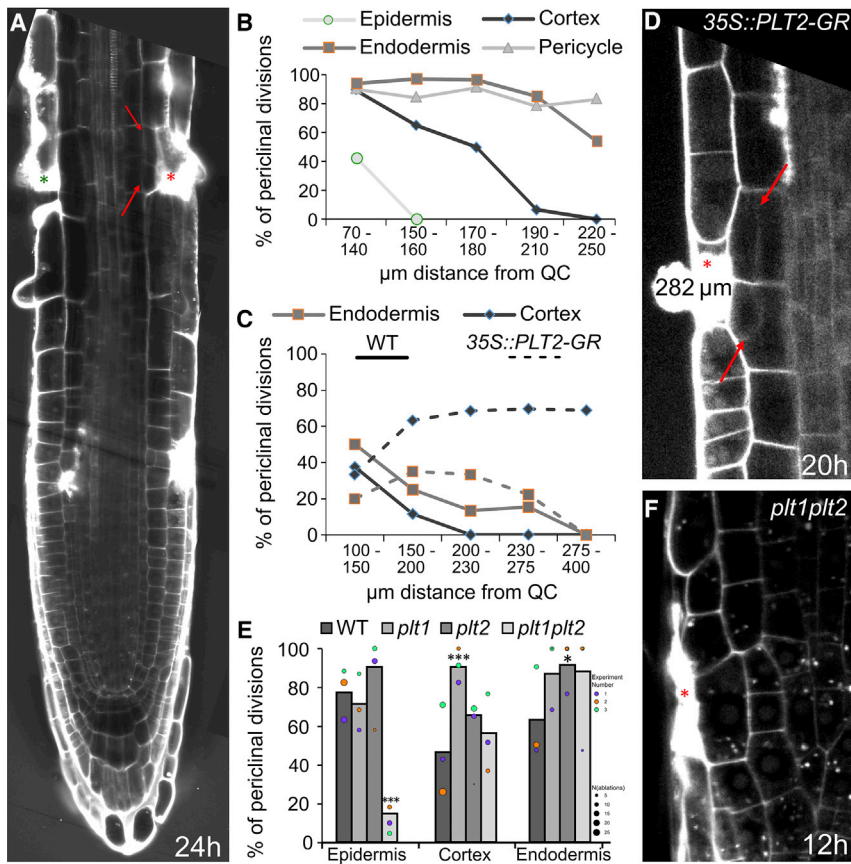 A
*
*
24h
B
Epidermis
Cortex
Endodermis
Pericycle
% of periclinal divisions
100
80
60
40
20
0
70 - 140
150 - 160
170 - 180
190 - 210
220 - 250
µm distance from QC
C
Endodermis
Cortex
WT
35S::PLT2-GR
% of periclinal divisions
100
80
60
40
20
0
100 - 150
150 - 200
200 - 230
230 - 275
275 - 400
µm distance from QC
D
35S::PLT2-GR
*
282 µm
20h
E
WT
plt1
plt2
plt1plt2
% of periclinal divisions
100
80
60
40
20
0
***
***
*
Experiment
Number
1
2
3
N(ablations)
5
10
15
20
25
Epidermis
Cortex
Endodermis
F
plt1plt2
*
12h